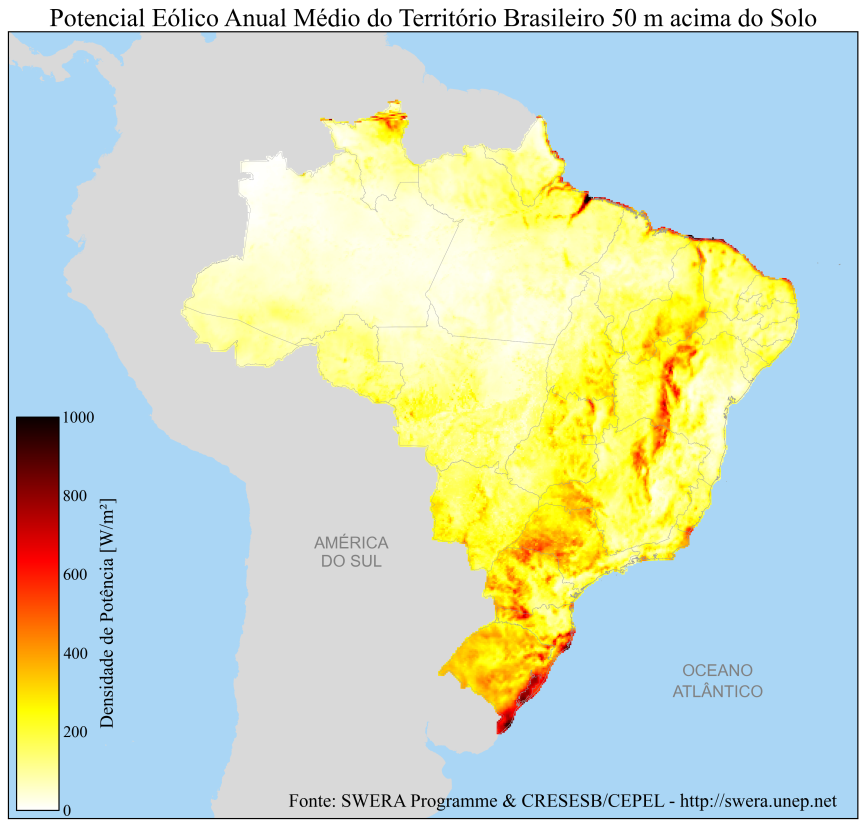 Potencial Eólico Anual Médio do Território Brasileiro 50 m acima do Solo
1000
800
600
400
200
0
Densidade de Potência [W/m²]
AMÉRICA
DO SUL
OCEANO
ATLÂNTICO
Fonte: SWERA Programme & CRESESB/CEPEL - http://swera.unep.net